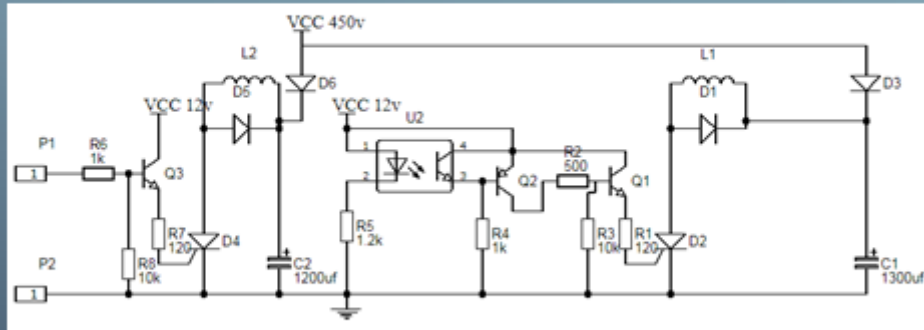 VCC 450v
L2
L1
D5
D6
D1
D3
VCC 12v
VCC 12v
U2
P1
R6
1k
1
Q3
1
4
2
3
Q2
R2
500
Q1
R7
120
D4
R5
1.2k
R4
1k
R3
10k
R1
120
D2
P2
R8
10k
1
C2
1200uf
C1
1300uf